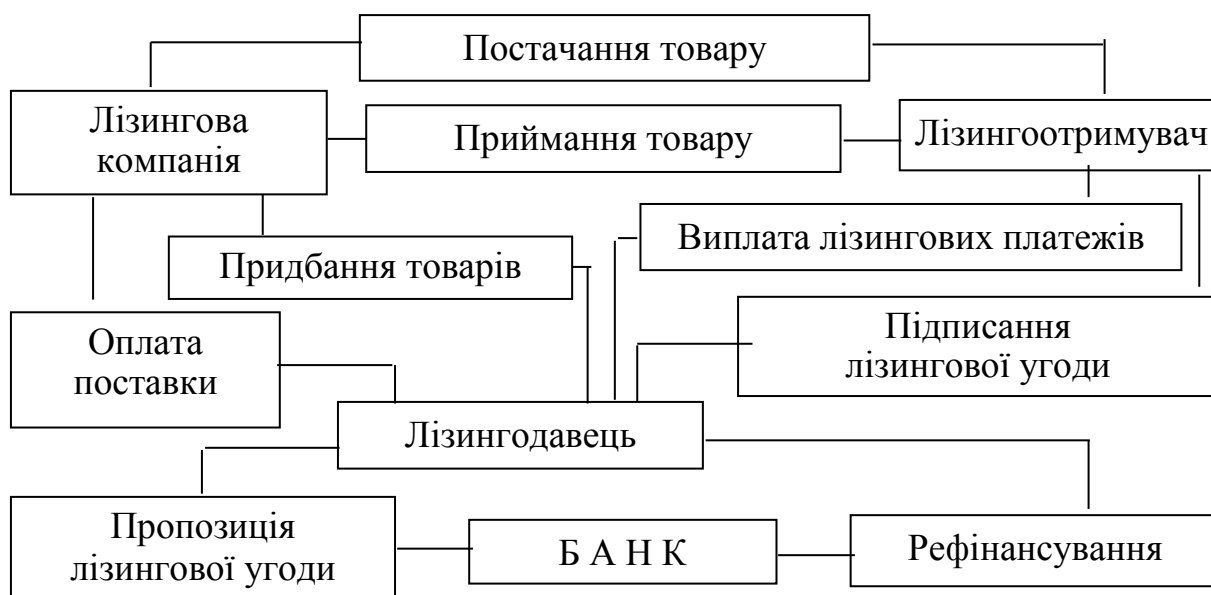 Постачання товару
Лізингова
компанія
Приймання товару
Лізингоотримувач
Виплата лізингових платежів
Придбання товарів
Оплата
поставки
Підписання
лізингової угоди
Лізингодавець
Пропозиція
лізингової угоди
Б А Н К
Рефінансування